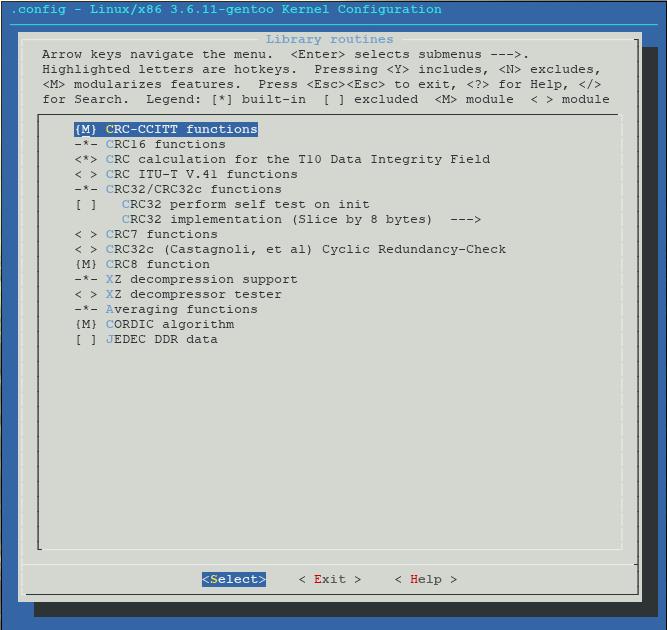 .config - Linux/x86 3.6.11-gentoo Kernel Configuration
Library routines
Arrow keys navigate the menu.  <Enter> selects submenus --->.
Highlighted letters are hotkeys.  Pressing <Y> includes, <N> excludes,
<M> modularizes features.  Press <Esc><Esc> to exit, <?> for Help, </>
for Search.  Legend: [*] built-in  [ ] excluded  <M> module  < > module
{M} CRC-CCITT functions
-*- CRC16 functions
<*> CRC calculation for the T10 Data Integrity Field
< > CRC ITU-T V.41 functions
-*- CRC32/CRC32c functions
[ ]   CRC32 perform self test on init
CRC32 implementation (Slice by 8 bytes)  --->
< > CRC7 functions
< > CRC32c (Castagnoli, et al) Cyclic Redundancy-Check
{M} CRC8 function
-*- XZ decompression support
< > XZ decompressor tester
-*- Averaging functions
{M} CORDIC algorithm
[ ] JEDEC DDR data
<Select>    < Exit >    < Help >